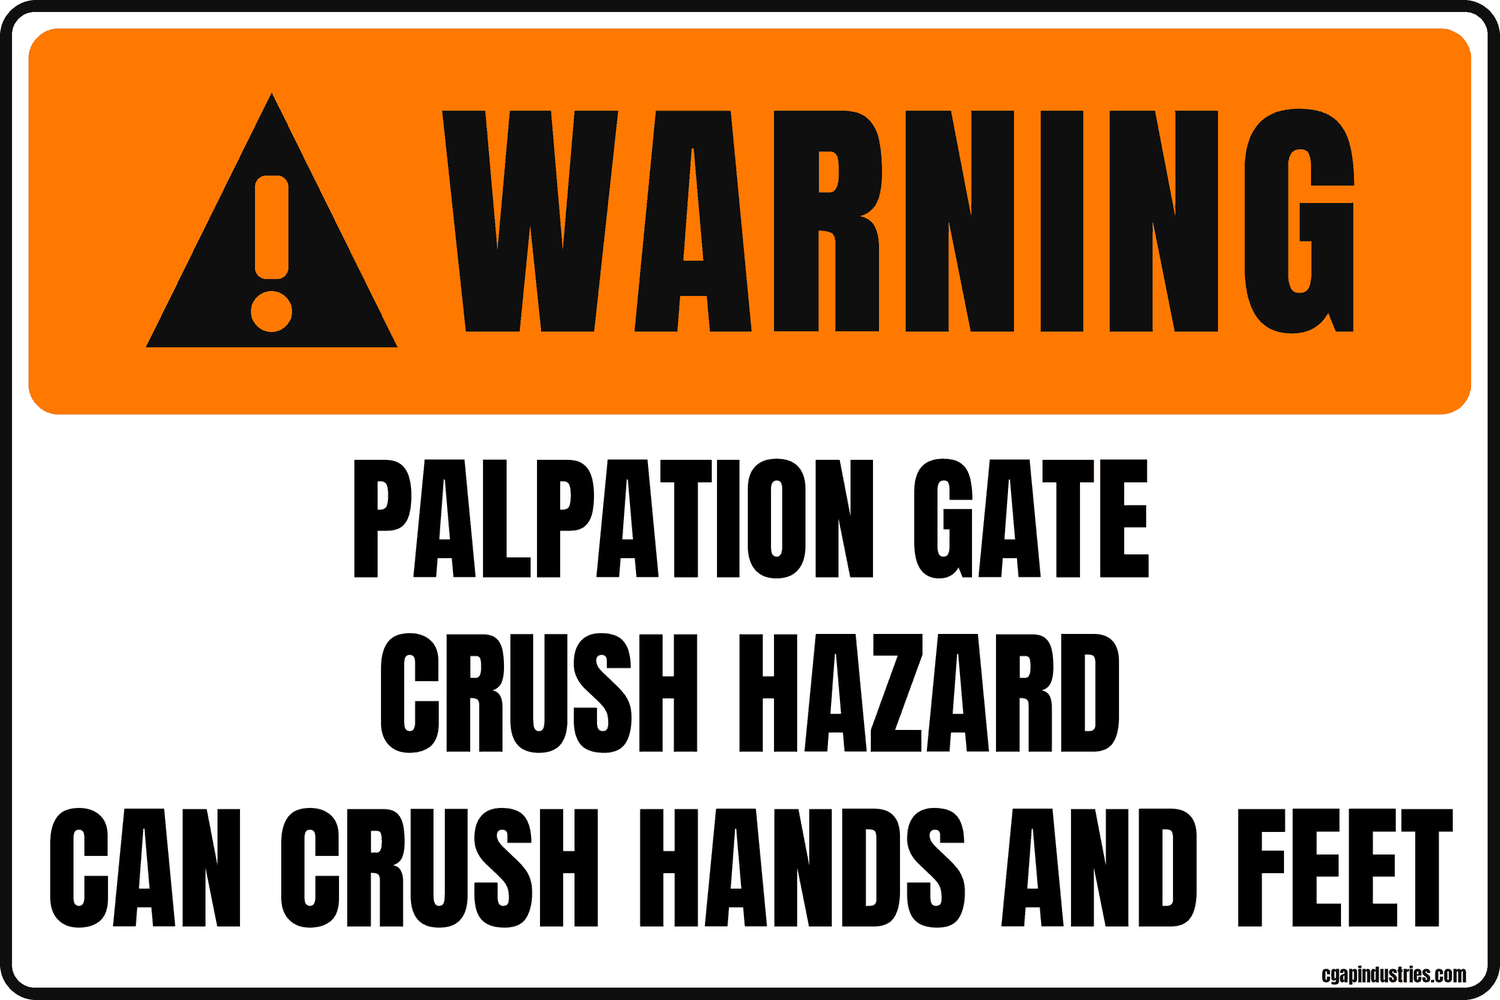 WARNING
PALPATION GATE
CRUSH HAZARD
CAN CRUSH HANDS AND FEET
cgapindustries.com